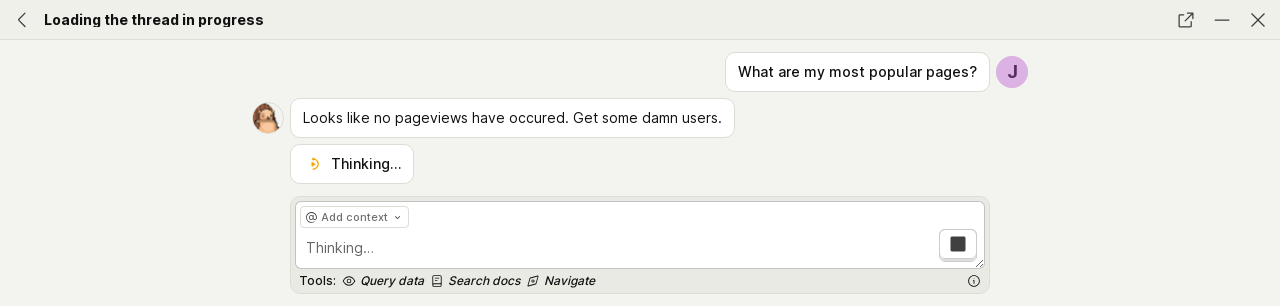 Loading the thread in progress
What are my most popular pages?
J
Looks like no pageviews have occured. Get some damn users.
Thinking...
@ Add context
Thinking...
Tools: Query data Search docs Navigate